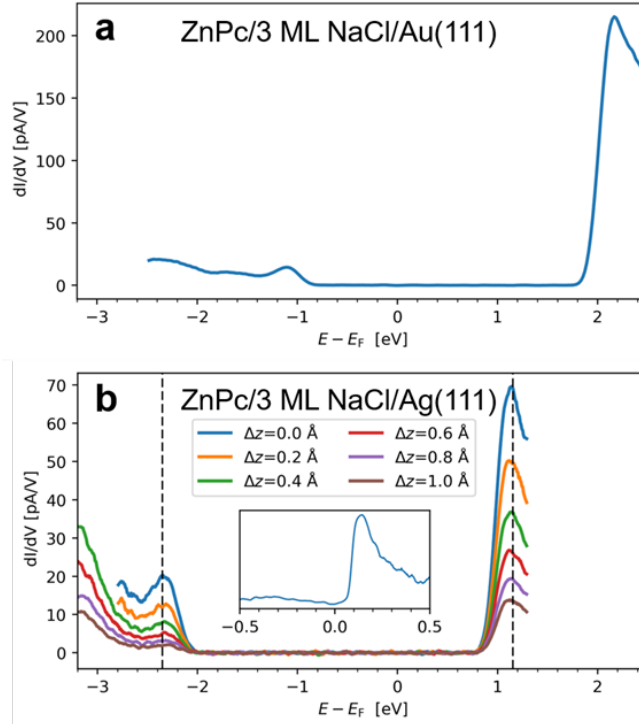 a
ZnPc/3 ML NaCl/Au(111)
dI/dV [pA/V]
200
150
100
50
0
−3 −2 −1 0 1 2
E − E_F [eV]
b
ZnPc/3 ML NaCl/Ag(111)
Δz=0.0 Å Δz=0.6 Å
Δz=0.2 Å Δz=0.8 Å
Δz=0.4 Å Δz=1.0 Å
dI/dV [pA/V]
70
60
50
40
30
20
10
0
−0.5 0.0 0.5
−3 −2 −1 0 1 2
E − E_F [eV]